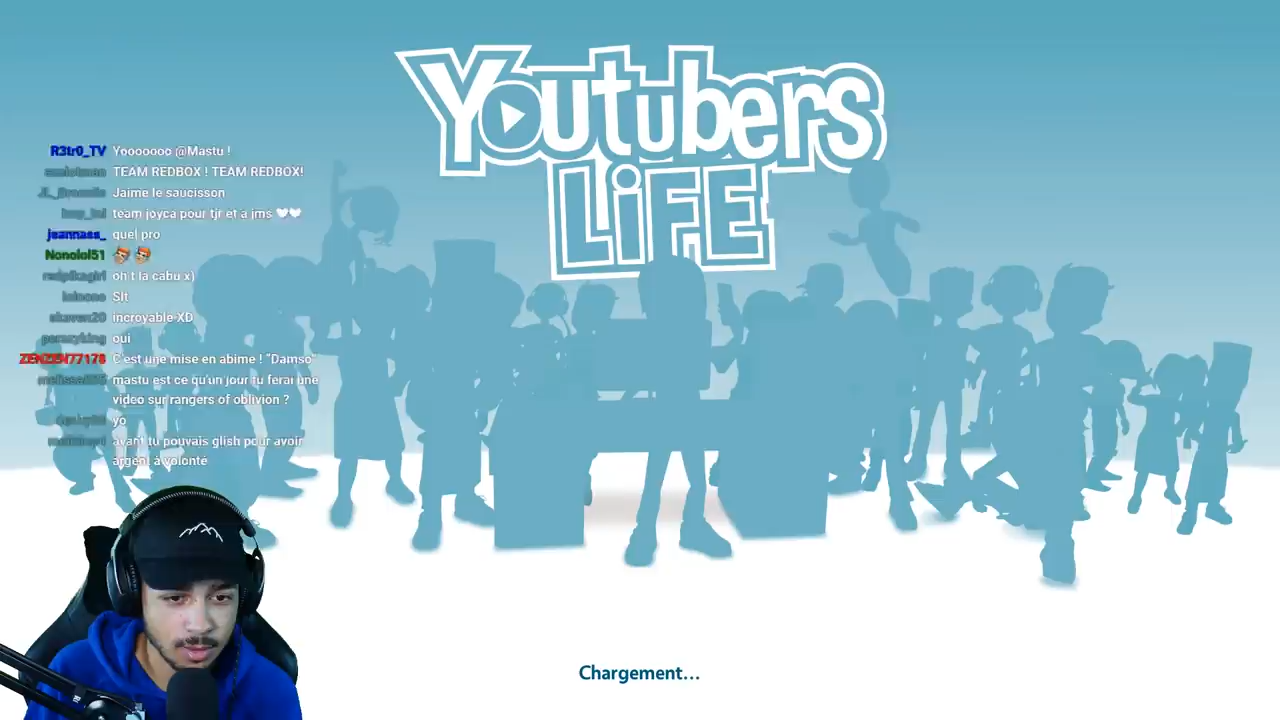 Youtubers
LiFE
R3tr0_TV Yooooooo @Mastu !
TEAM REDBOX ! TEAM REDBOX!
Jaime le saucisson
team joyca pour tjr et a jms
jeannass_ quel pro
Nonolol51
oh t la cabu x)
Slt
incroyable XD
oui
ZENZEN77178 C'est une mise en abime ! "Damso"
mastu est ce qu'un jour tu ferai une
video sur rangers of oblivion ?
yo
avant tu pouvais glish pour avoir
argent à volonté
Chargement...